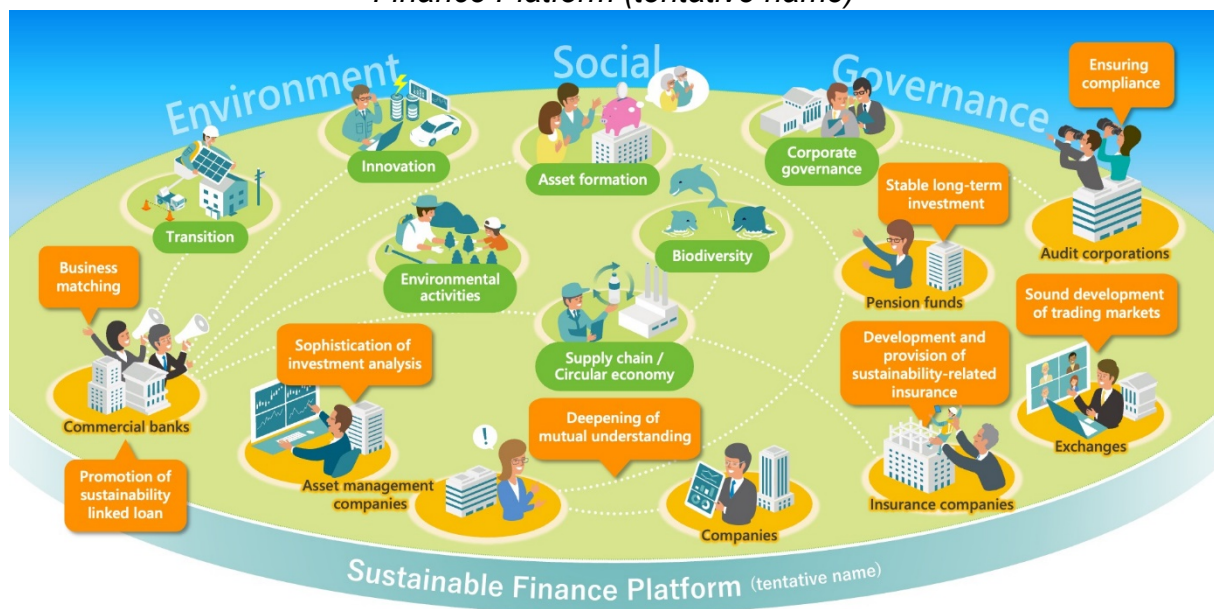 Finance Platform (tentative name)
Environment
Social
Governance
Ensuring
compliance
Innovation
Asset formation
Corporate
governance
Stable long-term
investment
Transition
Business
matching
Environmental
activities
Biodiversity
Pension funds
Audit corporations
Sound development
of trading markets
Sophistication of
investment analysis
Supply chain /
Circular economy
Development and
provision of
sustainability-related
insurance
Commercial banks
Deepening of
mutual understanding
Exchanges
Promotion of
sustainability
linked loan
Asset management
companies
!
Companies
Insurance companies
Sustainable Finance Platform (tentative name)